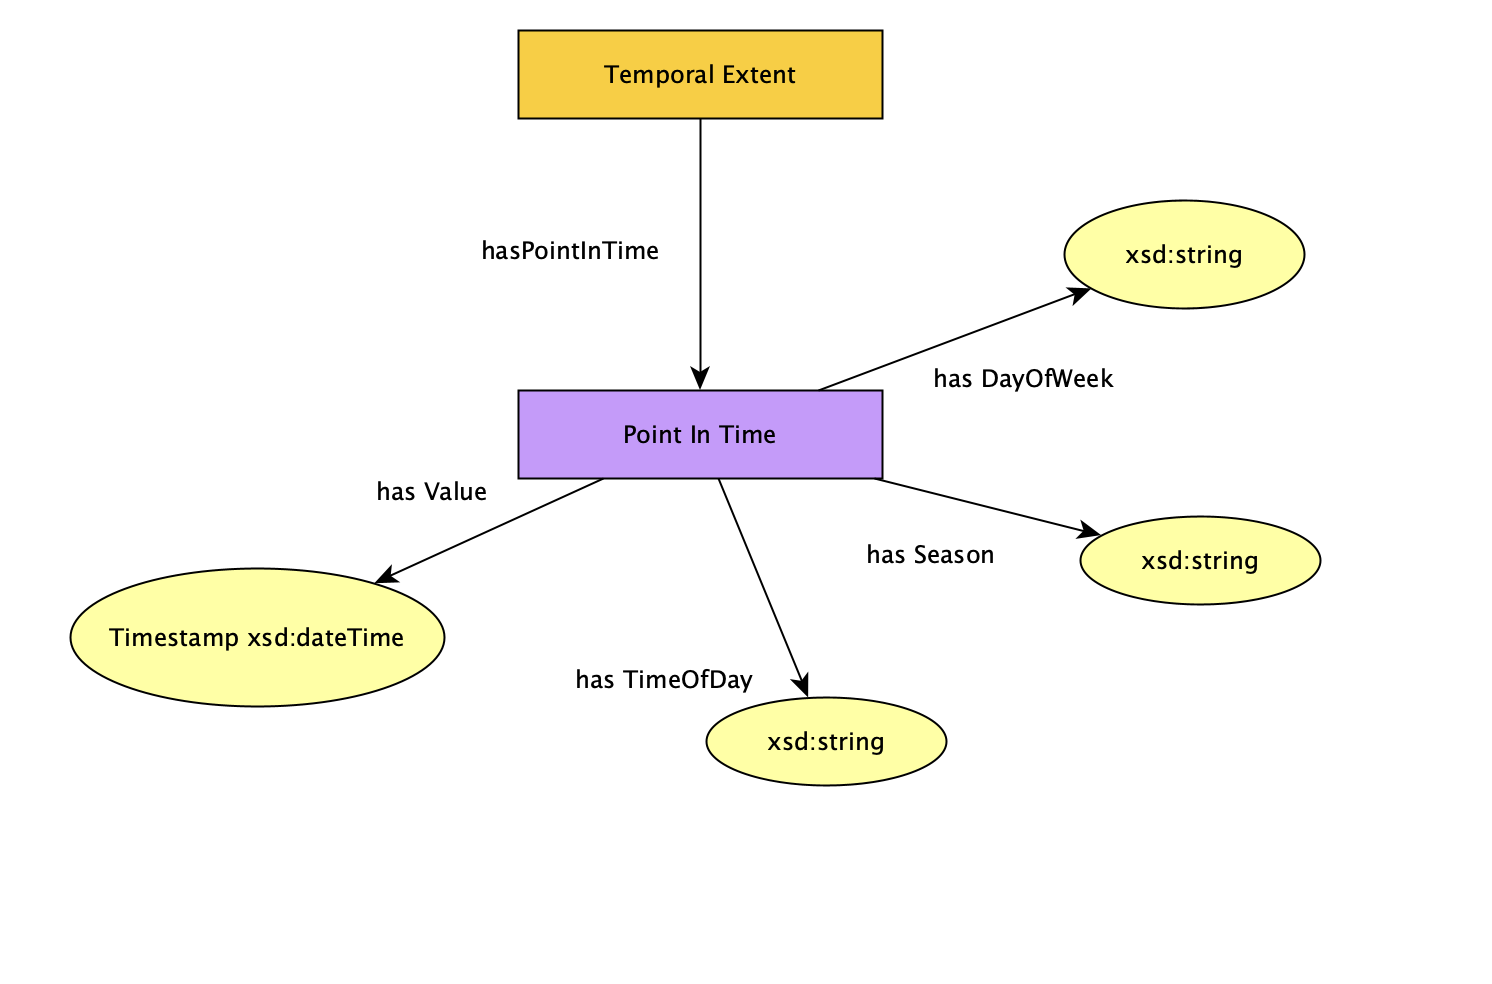 Temporal Extent
hasPointInTime
xsd:string
has DayOfWeek
Point In Time
has Value
has Season
xsd:string
Timestamp xsd:dateTime
has TimeOfDay
xsd:string